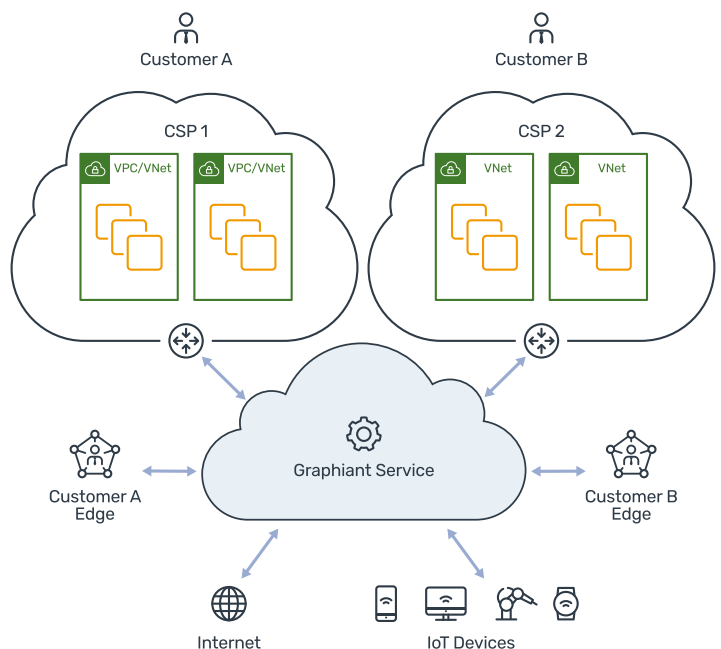 Customer A
Customer B
CSP 1
CSP 2
VPC/VNet
VPC/VNet
VNet
VNet
Graphiant Service
Customer A
Edge
Customer B
Edge
Internet
IoT Devices